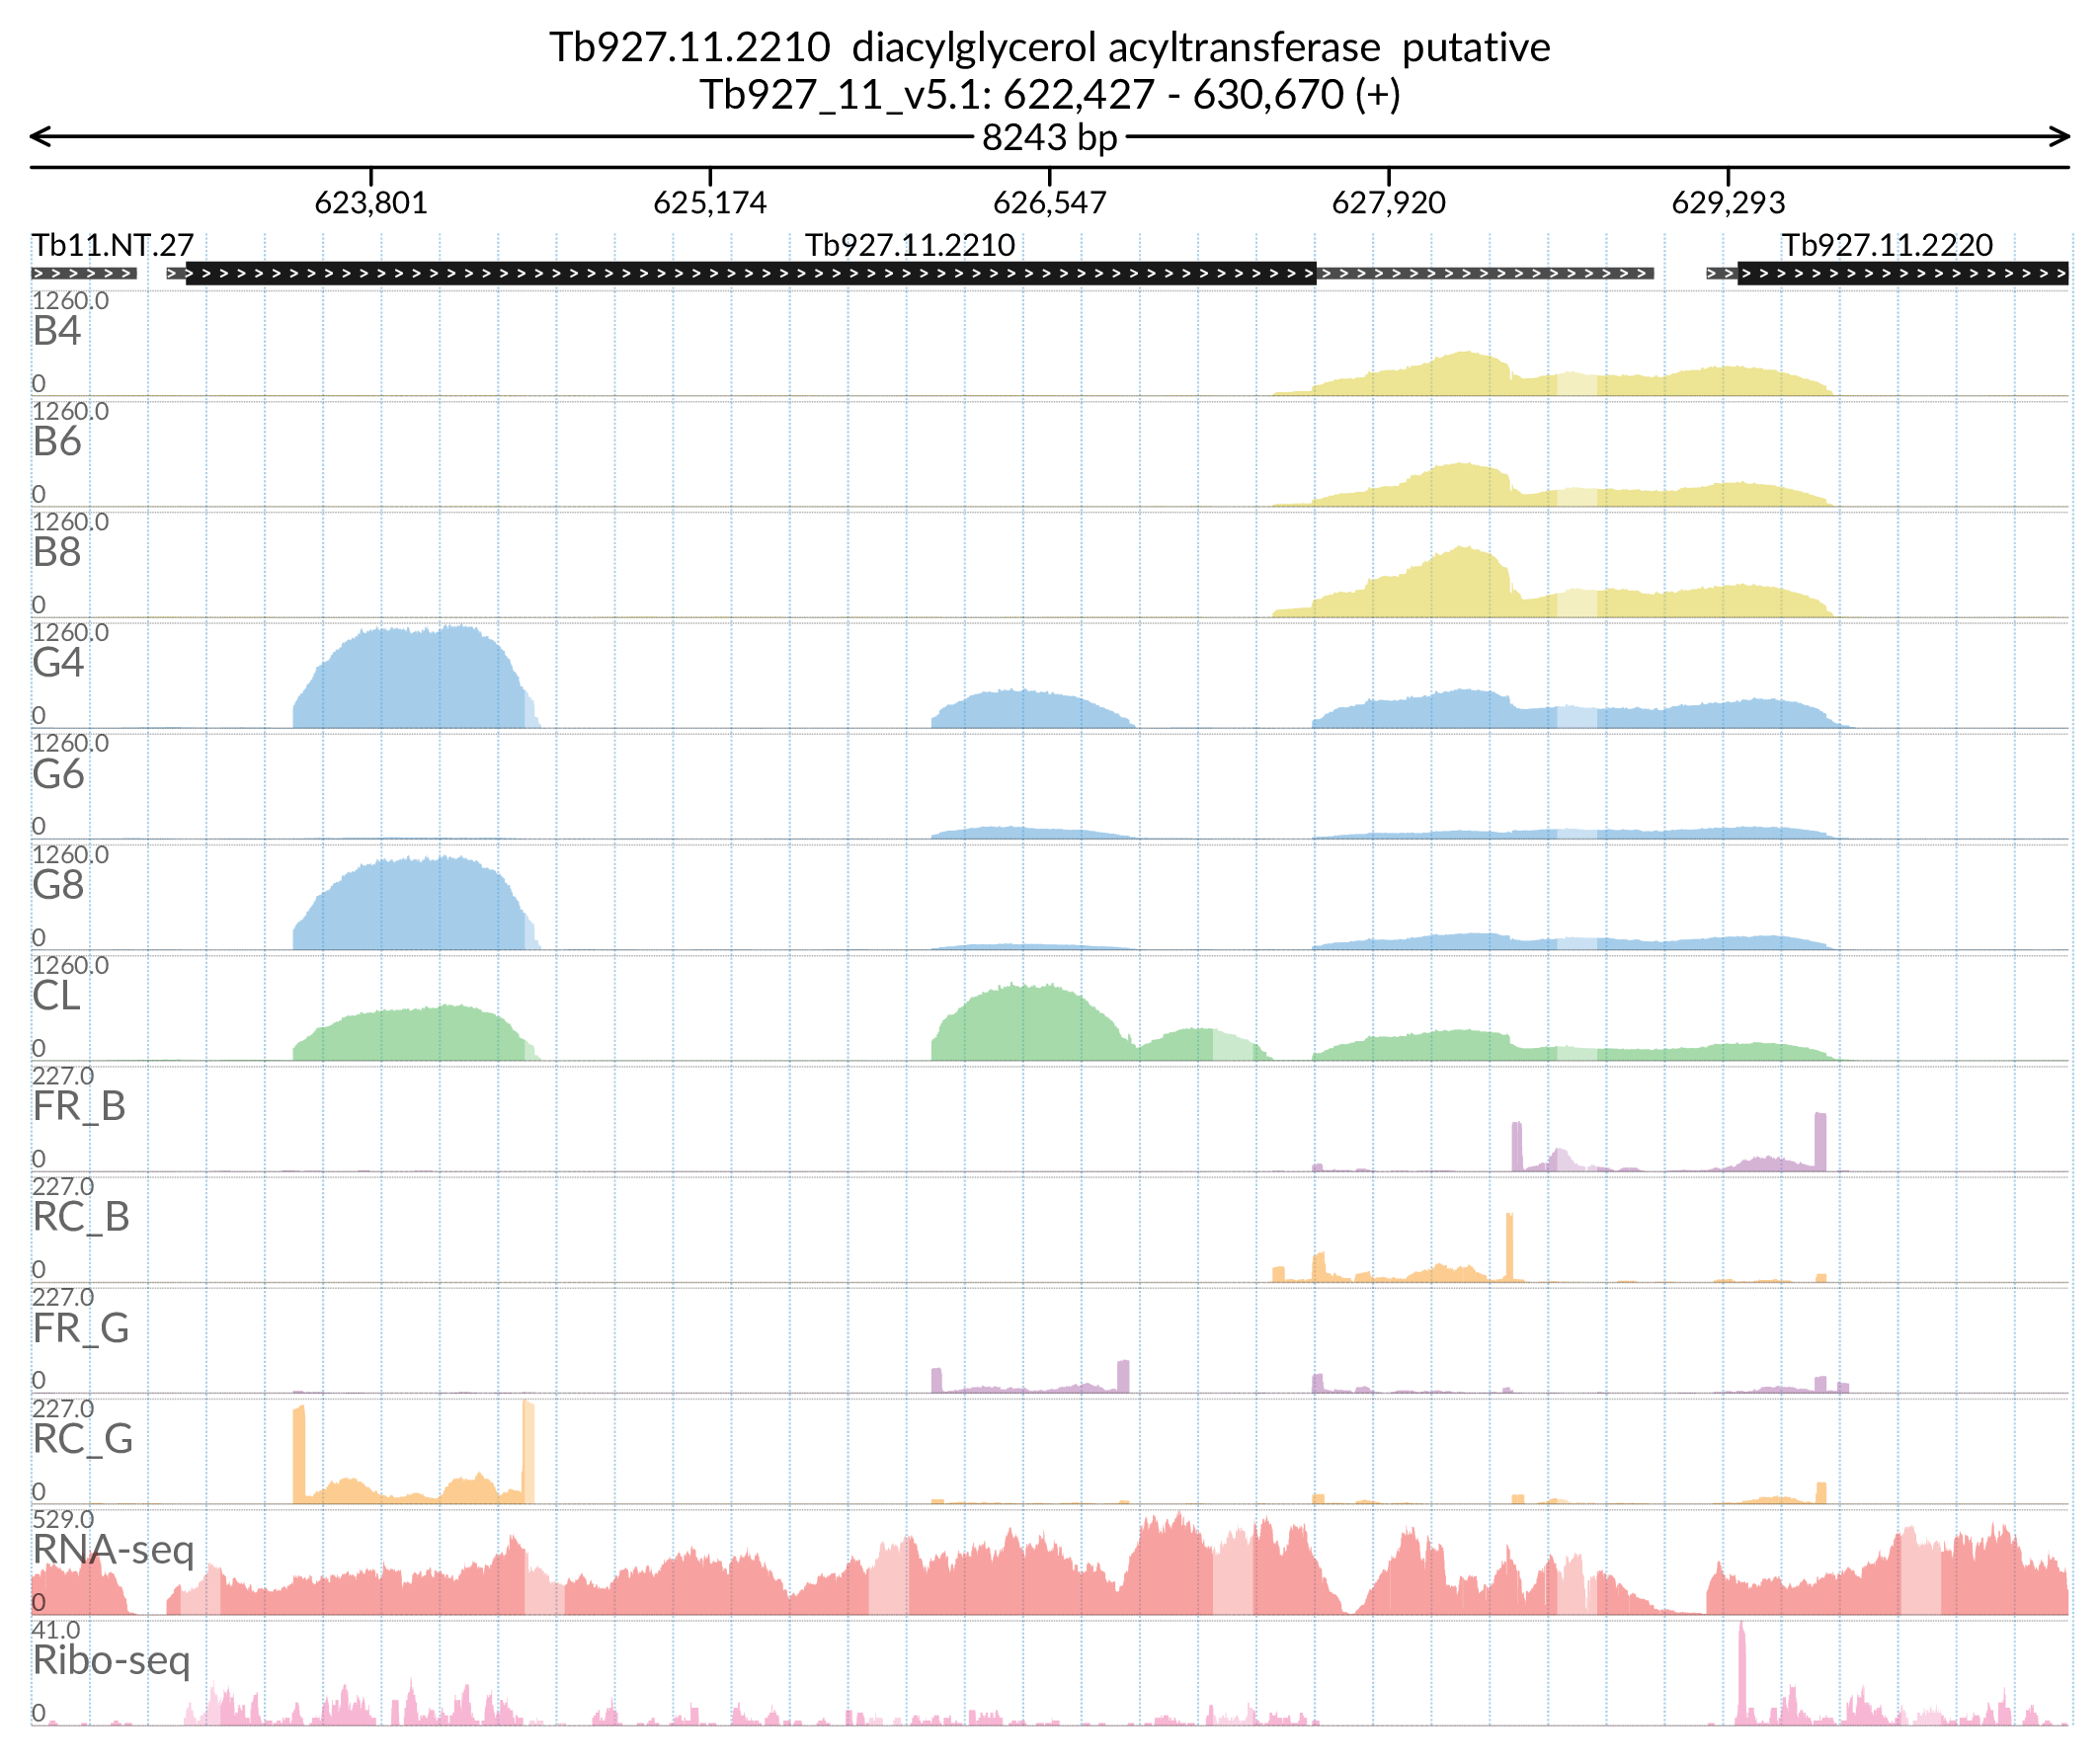 Tb927.11.2210 diacylglycerol acyltransferase putative
Tb927_11_v5.1: 622,427 - 630,670 (+)
8243 bp
623,801 625,174 626,547 627,920 629,293
Tb11.NT.27 Tb927.11.2210 Tb927.11.2220
1260.0
B4
0
1260.0
B6
0
1260.0
B8
0
1260.0
G4
0
1260.0
G6
0
1260.0
G8
0
1260.0
CL
0
227.0
FR_B
0
227.0
RC_B
0
227.0
FR_G
0
227.0
RC_G
0
529.0
RNA-seq
0
41.0
Ribo-seq
0